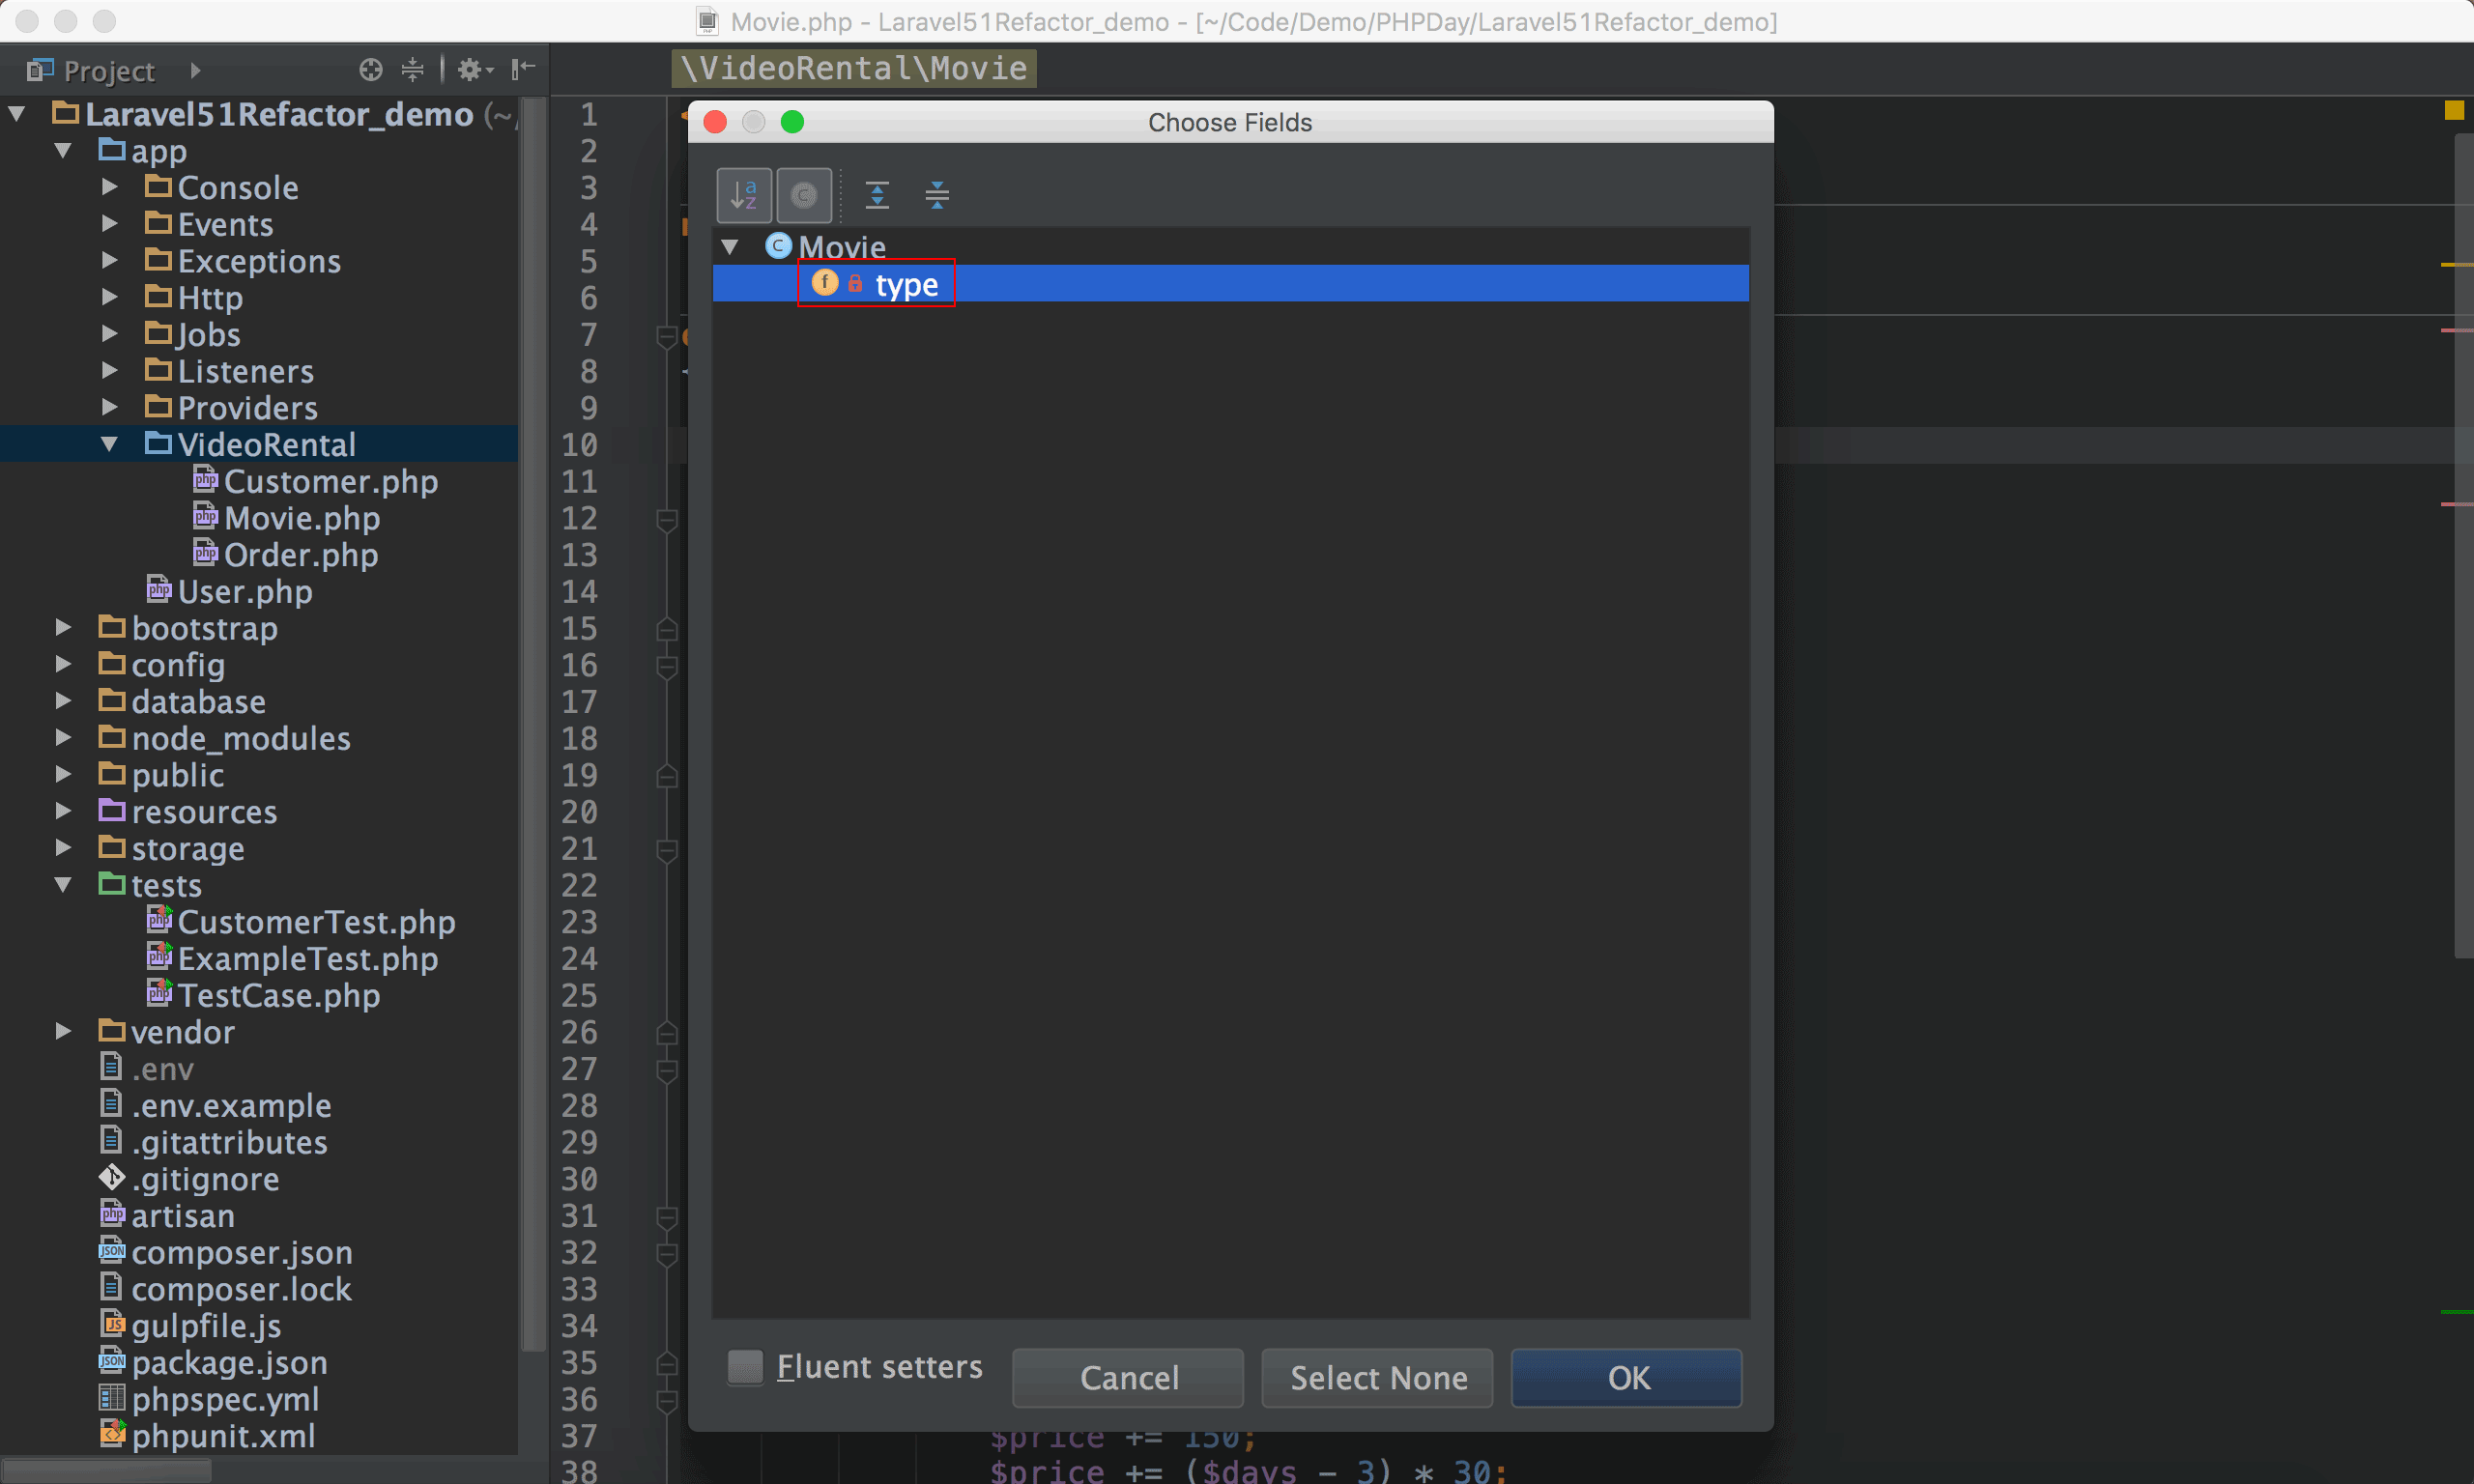 Movie.php - Laravel51Refactor_demo - [~/Code/Demo/PHPDay/Laravel51Refactor_demo]
Project
\VideoRental\Movie
Laravel51Refactor_demo (~/
app
Console
Events
Exceptions
Http
Jobs
Listeners
Providers
VideoRental
Customer.php
Movie.php
Order.php
User.php
bootstrap
config
database
node_modules
public
resources
storage
tests
CustomerTest.php
ExampleTest.php
TestCase.php
vendor
.env
.env.example
.gitattributes
.gitignore
artisan
composer.json
composer.lock
gulpfile.js
package.json
phpspec.yml
phpunit.xml
1
2
3
4
5
6
7
8
9
10
11
12
13
14
15
16
17
18
19
20
21
22
23
24
25
26
27
28
29
30
31
32
33
34
35
36
37
38
Choose Fields
Movie
type
Fluent setters
Cancel
Select None
OK
$price += 150;
$price += ($days - 3) * 30;